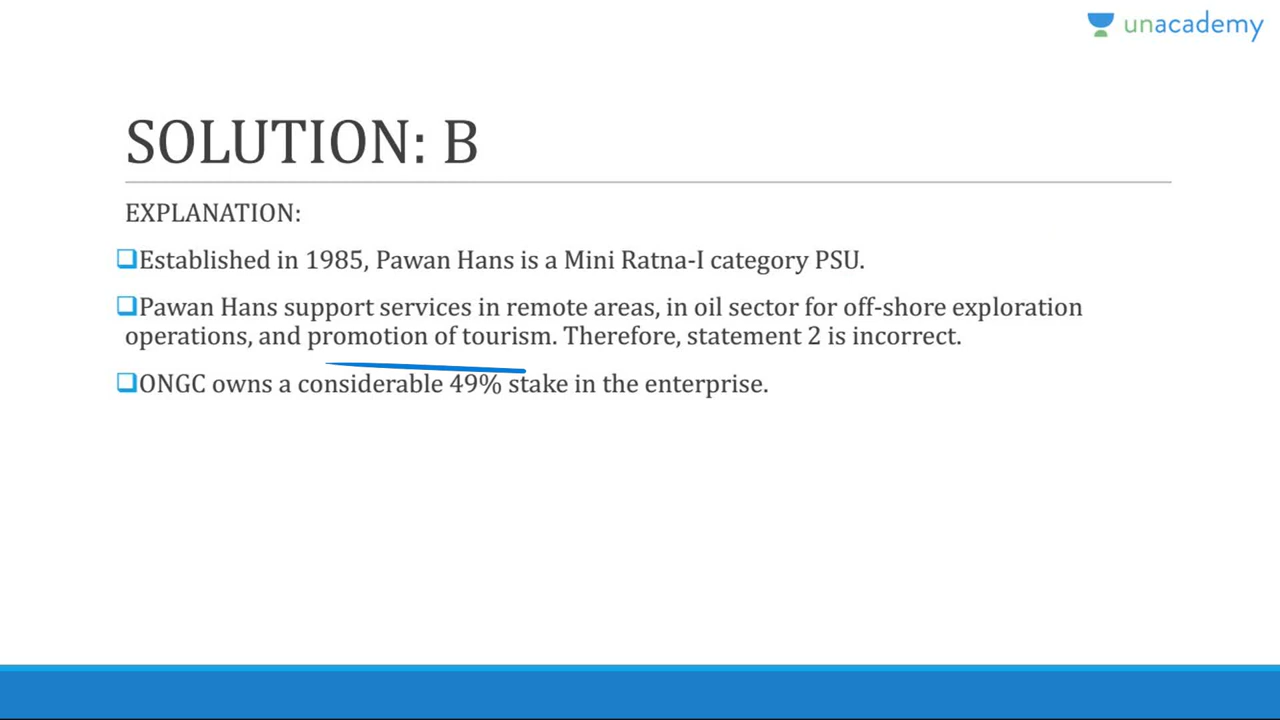 unacademy
SOLUTION: B
EXPLANATION:
Established in 1985, Pawan Hans is a Mini Ratna-I category PSU.
Pawan Hans support services in remote areas, in oil sector for off-shore exploration
operations, and promotion of tourism. Therefore, statement 2 is incorrect.
ONGC owns a considerable 49% stake in the enterprise.